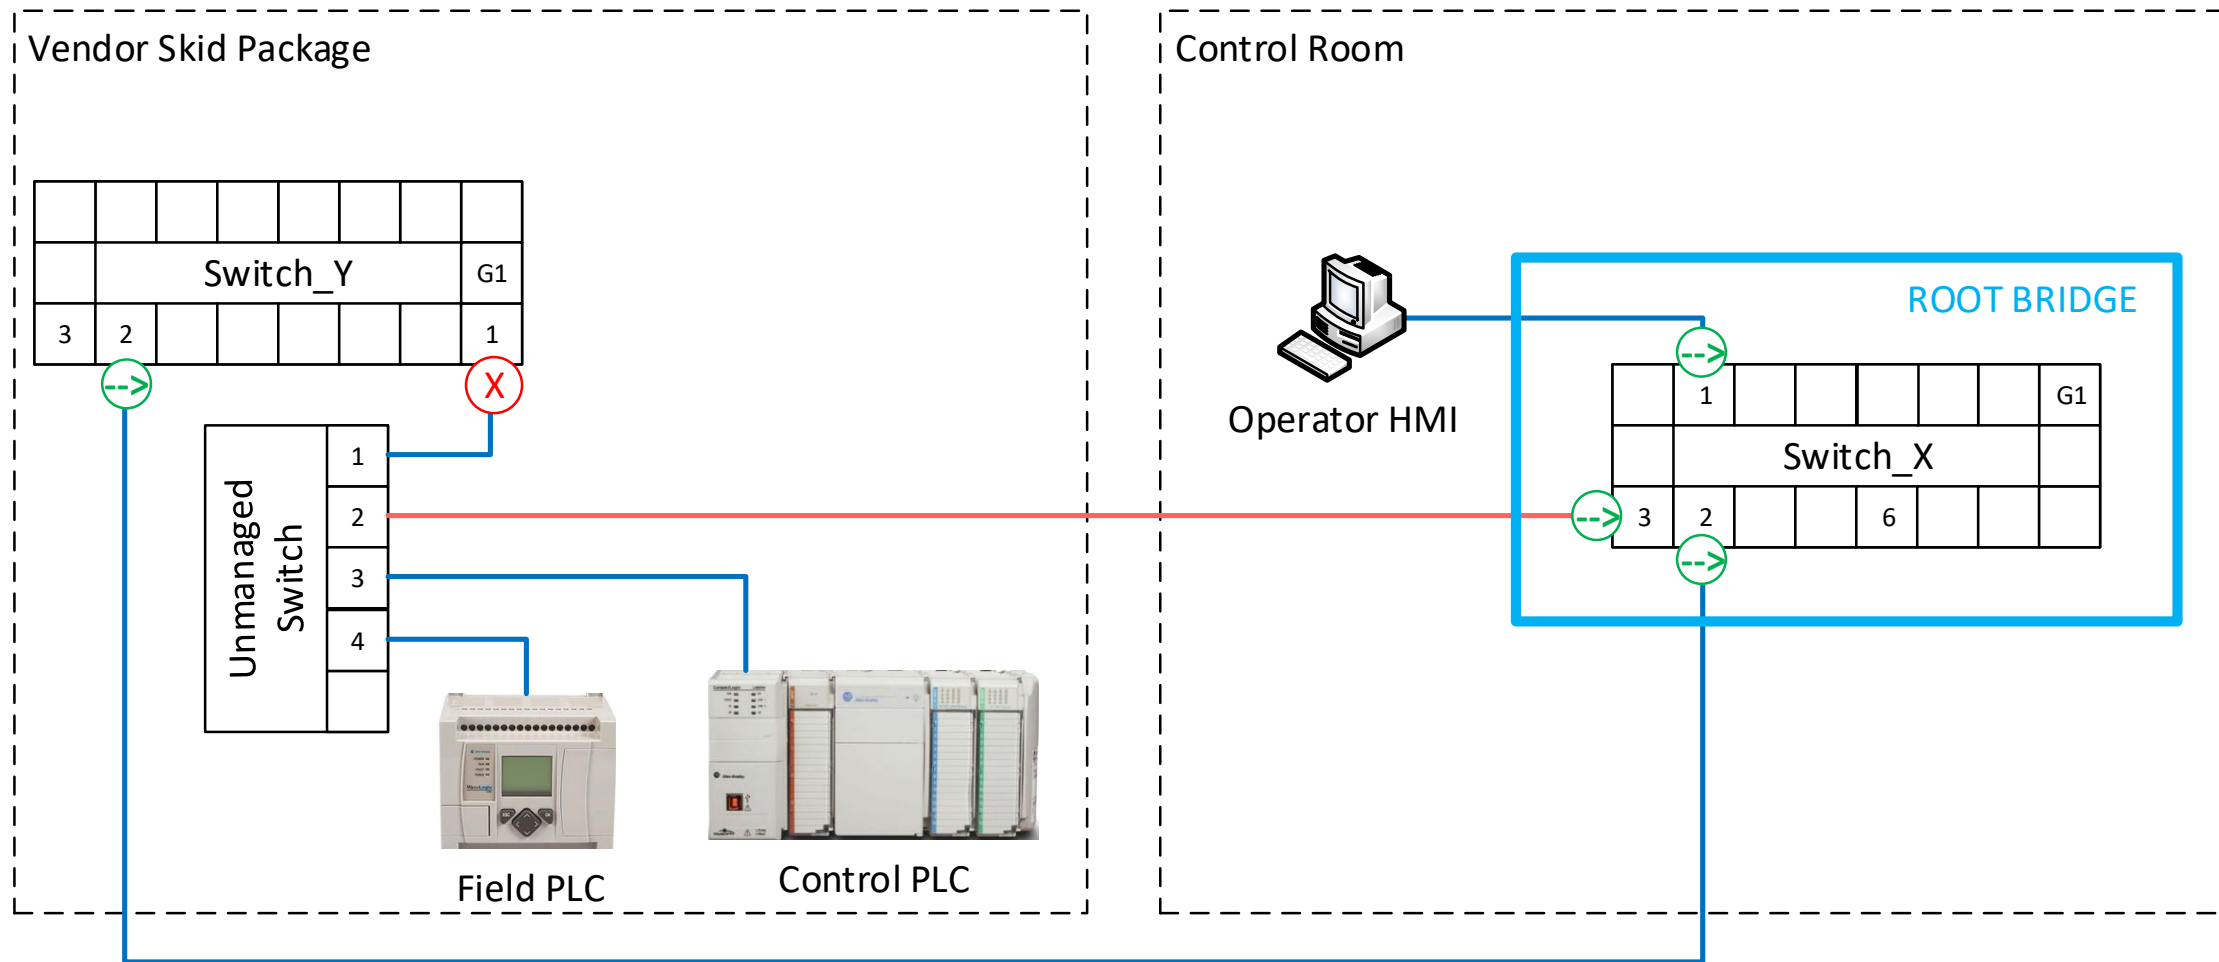 Vendor Skid Package
Control Room
Switch_Y
G1
3
2
1
-->
X
Unmanaged
Switch
1
2
3
4
Field PLC
Control PLC
Operator HMI
ROOT BRIDGE
-->
1
G1
Switch_X
-->
3
2
6
-->